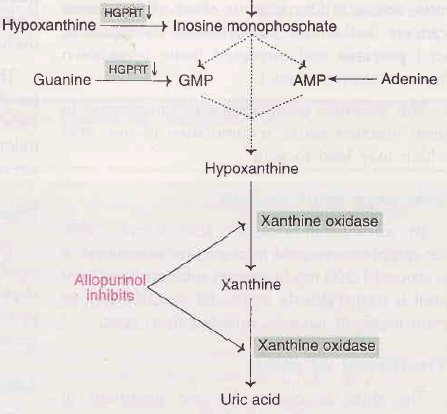 HGPRT↓
Hypoxanthine → Inosine monophosphate
HGPRT↓
Guanine → GMP AMP ← Adenine
Hypoxanthine
Xanthine oxidase
Allopurinol
inhibits
Xanthine
Xanthine oxidase
Uric acid